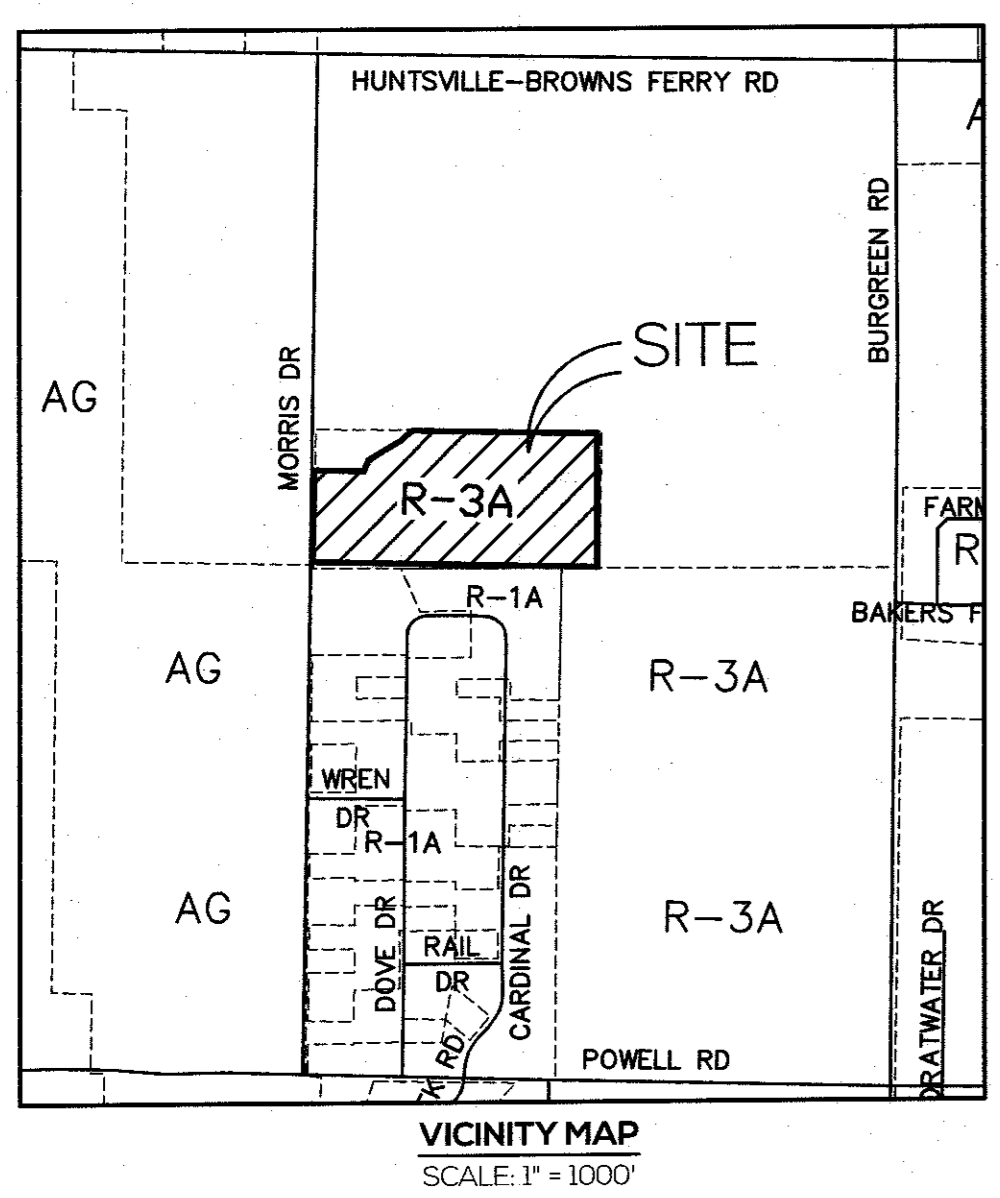 HUNTSVILLE-BROWNS FERRY RD
A
BURGREEN RD
SITE
MORRIS DR
AG
R-3A
FARM
R
R-1A
BAKERS F
AG
R-3A
WREN
DR
R-1A
AG
R-3A
DOVE DR
RAIL
DR
CARDINAL DR
K RD
POWELL RD
DRATWATER DR
VICINITY MAP
SCALE: 1" = 1000'